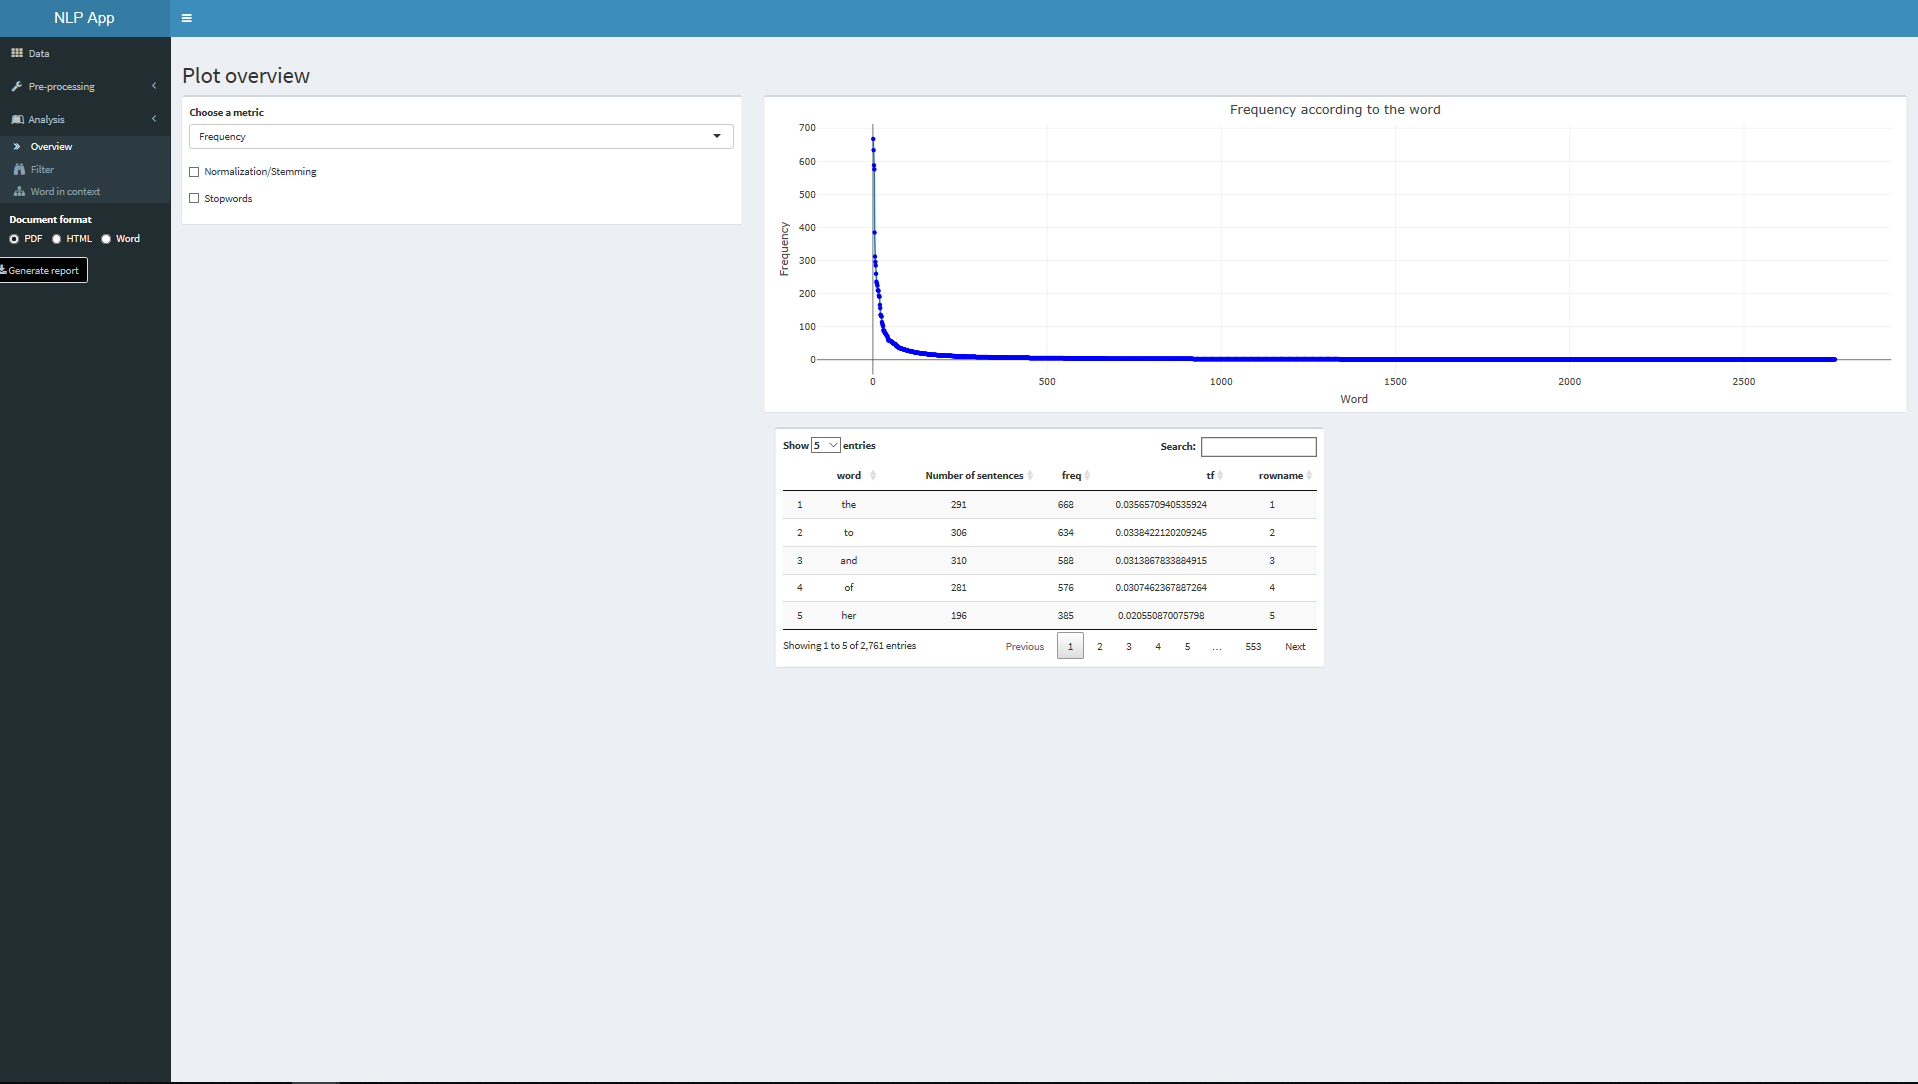 NLP App
Data
Pre-processing
Analysis
Overview
Filter
Word in context
Document format
PDF HTML Word
Generate report
Plot overview
Choose a metric
Frequency
Normalization/Stemming
Stopwords
Frequency according to the word
700
600
500
400
300
200
100
0
Frequency
0 500 1000 1500 2000 2500
Word
Show 5 entries Search:
word Number of sentences freq tf rowname
1 the 291 668 0.0356570940535924 1
2 to 306 634 0.0338422120209245 2
3 and 310 588 0.0313867833884915 3
4 of 281 576 0.0307462367887264 4
5 her 196 385 0.020550870075798 5
Showing 1 to 5 of 2,761 entries Previous 1 2 3 4 5 … 553 Next